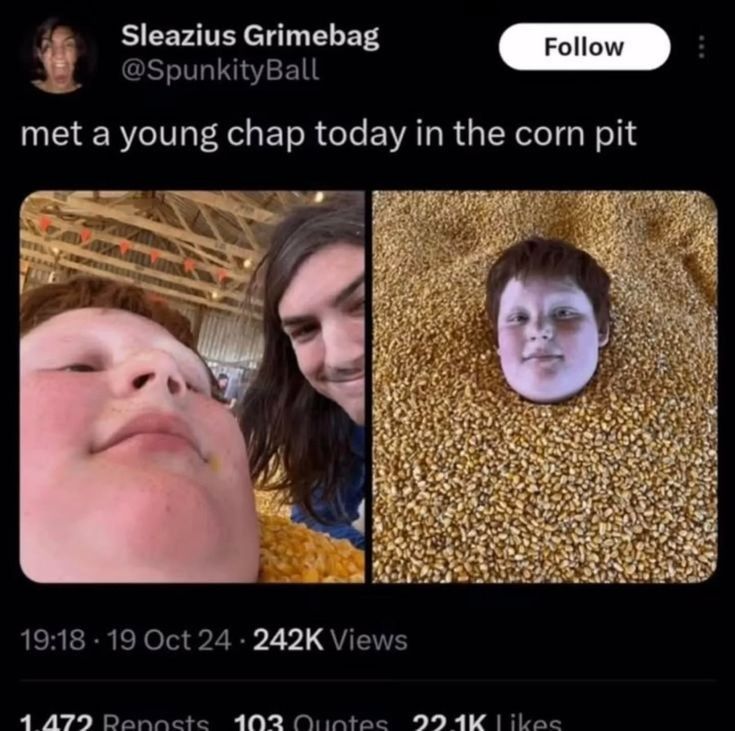 Sleazius Grimebag
Follow
@SpunkityBall
met a young chap today in the corn pit
19:18 · 19 Oct 24 · 242K Views
1,472 Reposts 103 Quotes 22.1K Likes